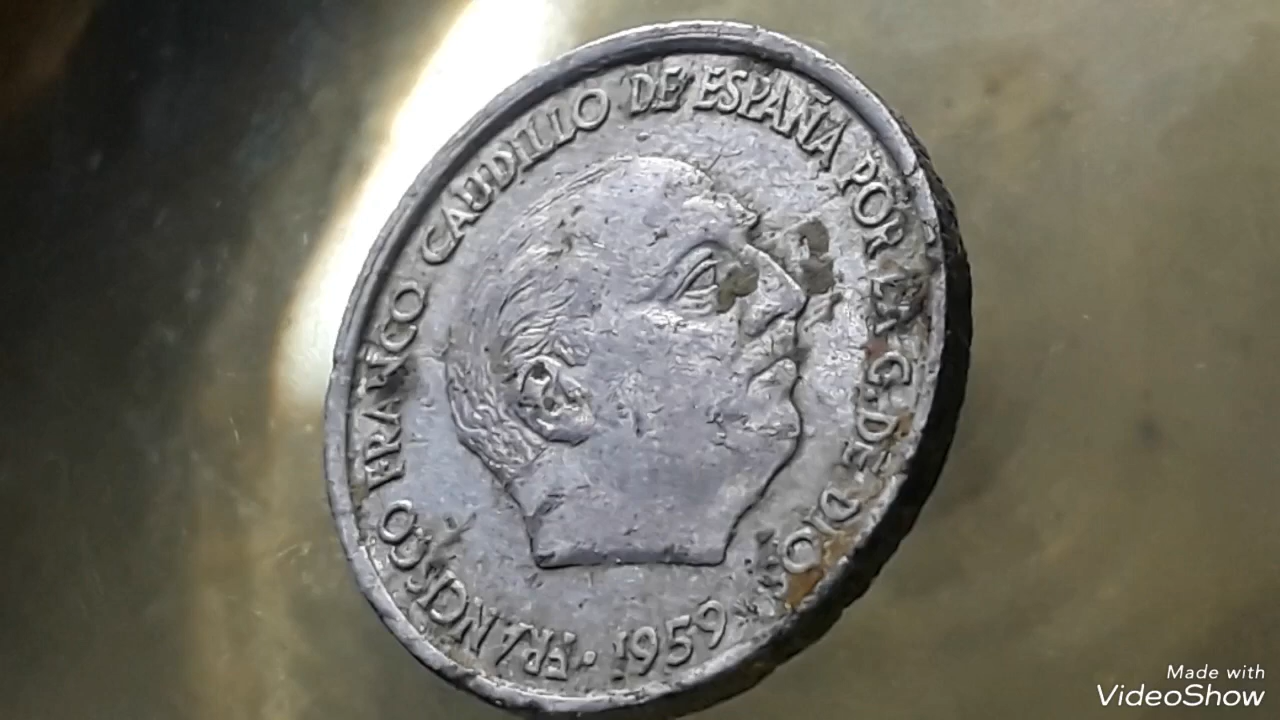 FRANCISCO FRANCO CAUDILLO DE ESPAÑA POR LA G. DE DIOS
· 1959
Made with
VideoShow